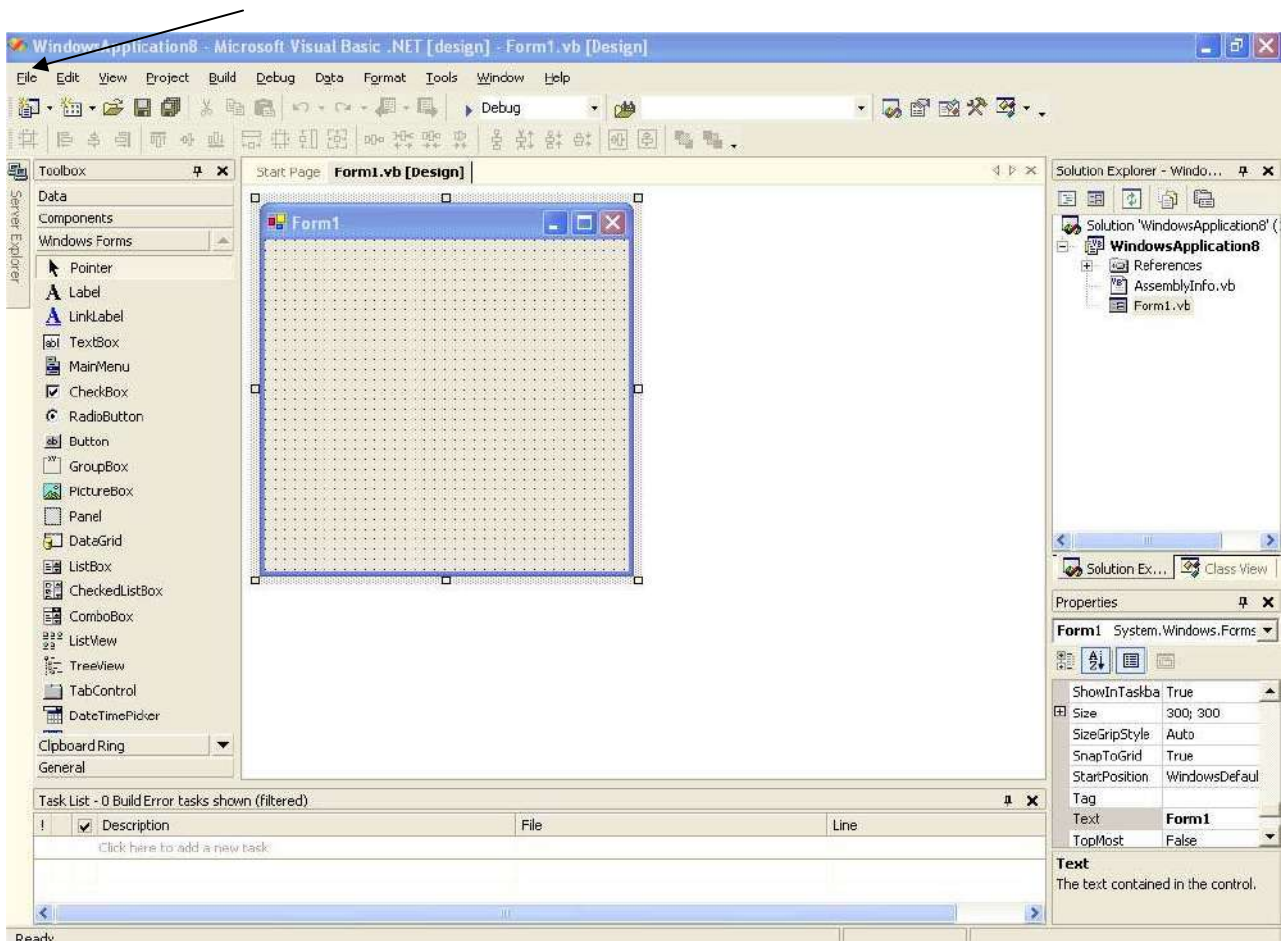 WindowsApplication8 - Microsoft Visual Basic .NET [design] - Form1.vb [Design]
File Edit View Project Build Debug Data Format Tools Window Help
Debug
Server Explorer
Toolbox
Data
Components
Windows Forms
Pointer
Label
LinkLabel
TextBox
MainMenu
CheckBox
RadioButton
Button
GroupBox
PictureBox
Panel
DataGrid
ListBox
CheckedListBox
ComboBox
ListView
TreeView
TabControl
DateTimePicker
Clipboard Ring
General
Start Page Form1.vb [Design]
Form1
Solution Explorer - Windo...
Solution 'WindowsApplication8' (
WindowsApplication8
References
AssemblyInfo.vb
Form1.vb
Solution Ex... Class View
Properties
Form1 System.Windows.Forms
ShowInTaskba True
Size 300; 300
SizeGripStyle Auto
SnapToGrid True
StartPosition WindowsDefaul
Tag
Text Form1
TopMost False
Text
The text contained in the control.
Task List - 0 Build Error tasks shown (filtered)
! Description File Line
Click here to add a new task
Ready